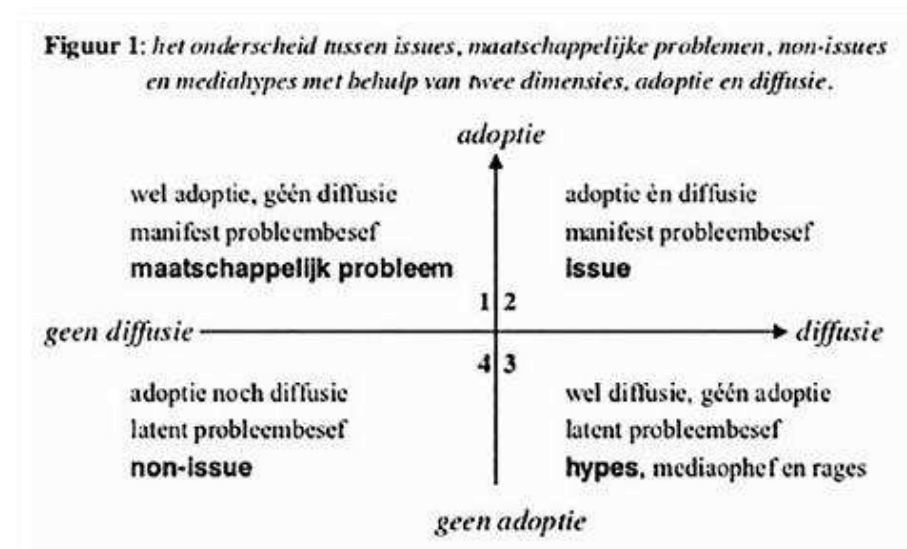 Figuur 1: het onderscheid tussen issues, maatschappelijke problemen, non-issues
en mediahypes met behulp van twee dimensies, adoptie en diffusie.
adoptie
wel adoptie, géén diffusie
manifest probleembesef
maatschappelijk probleem
adoptie èn diffusie
manifest probleembesef
issue
1 2
geen diffusie
diffusie
4 3
adoptie noch diffusie
latent probleembesef
non-issue
wel diffusie, géén adoptie
latent probleembesef
hypes, mediaophef en rages
geen adoptie